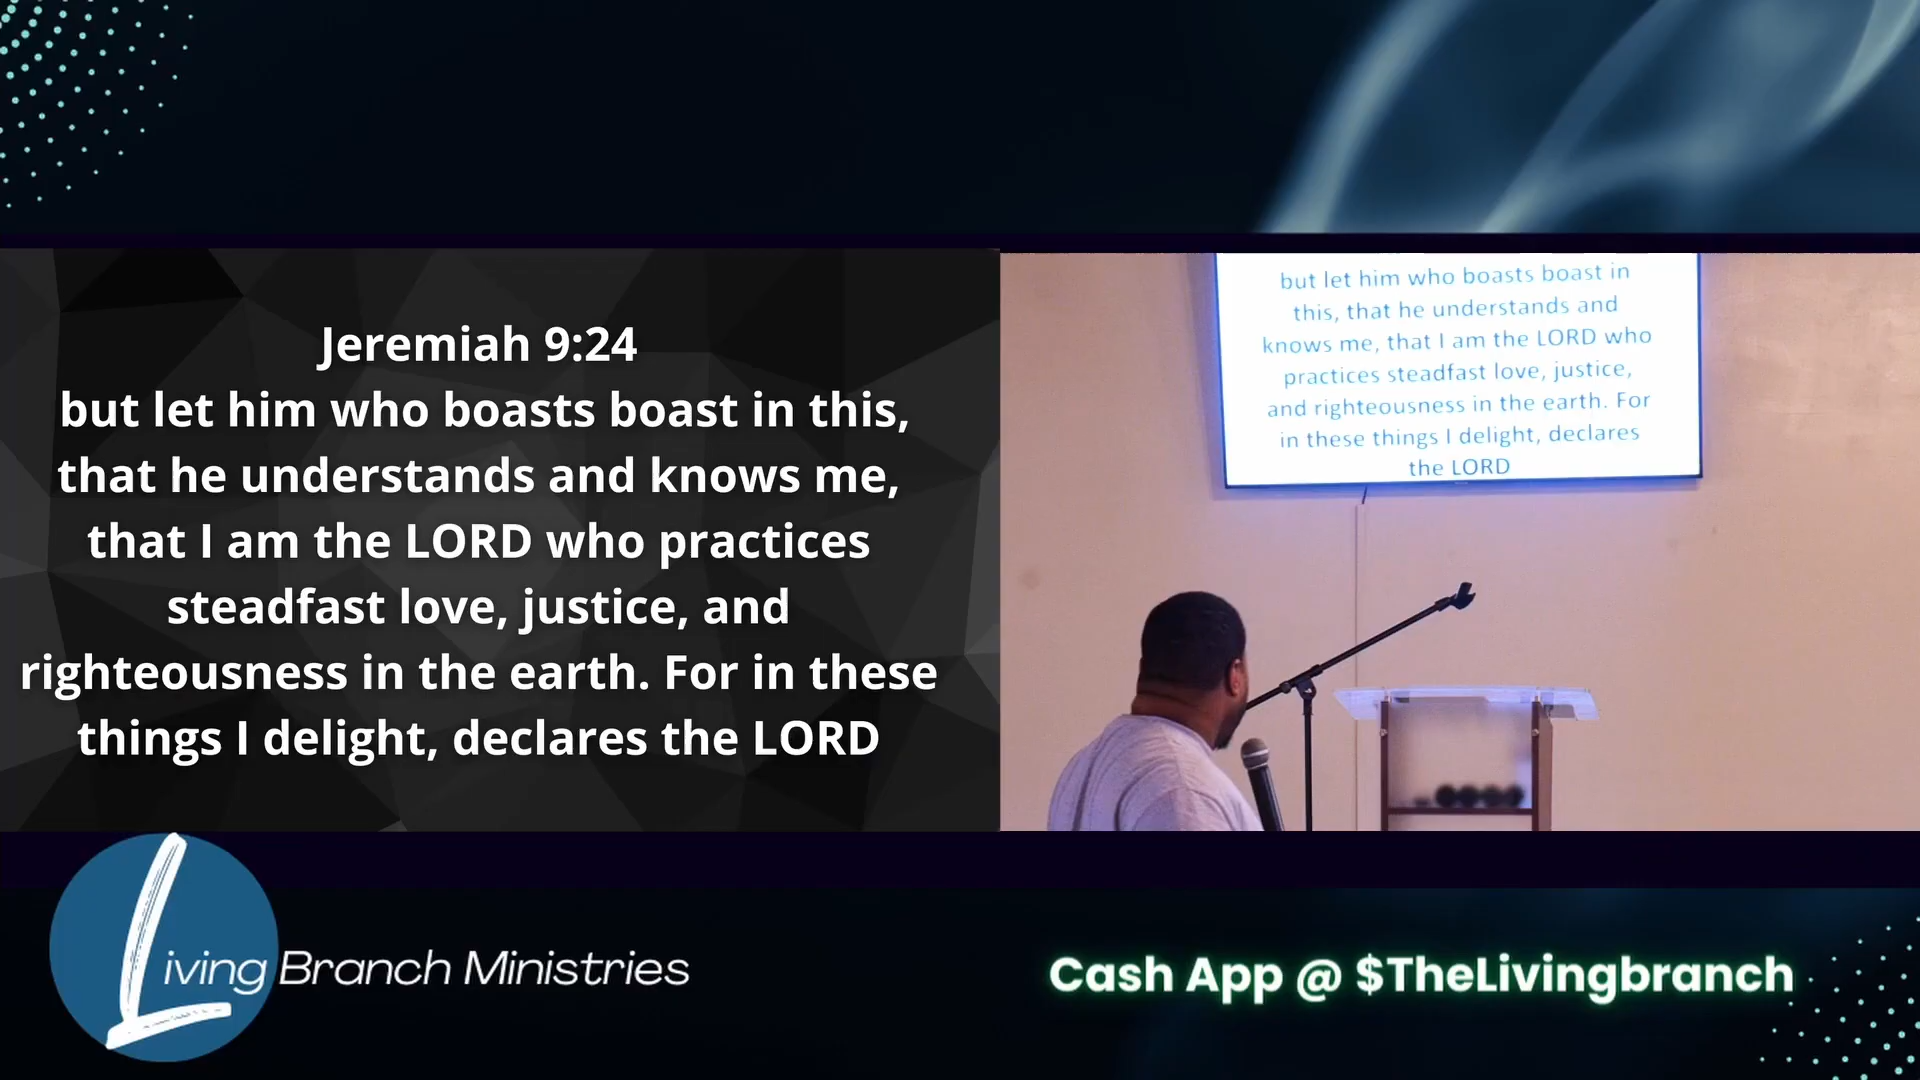 Jeremiah 9:24
but let him who boasts boast in this,
that he understands and knows me,
that I am the LORD who practices
steadfast love, justice, and
righteousness in the earth. For in these
things I delight, declares the LORD
but let him who boasts boast in
this, that he understands and
knows me, that I am the LORD who
practices steadfast love, justice,
and righteousness in the earth. For
in these things I delight, declares
the LORD
Living Branch Ministries
Cash App @ $TheLivingbranch